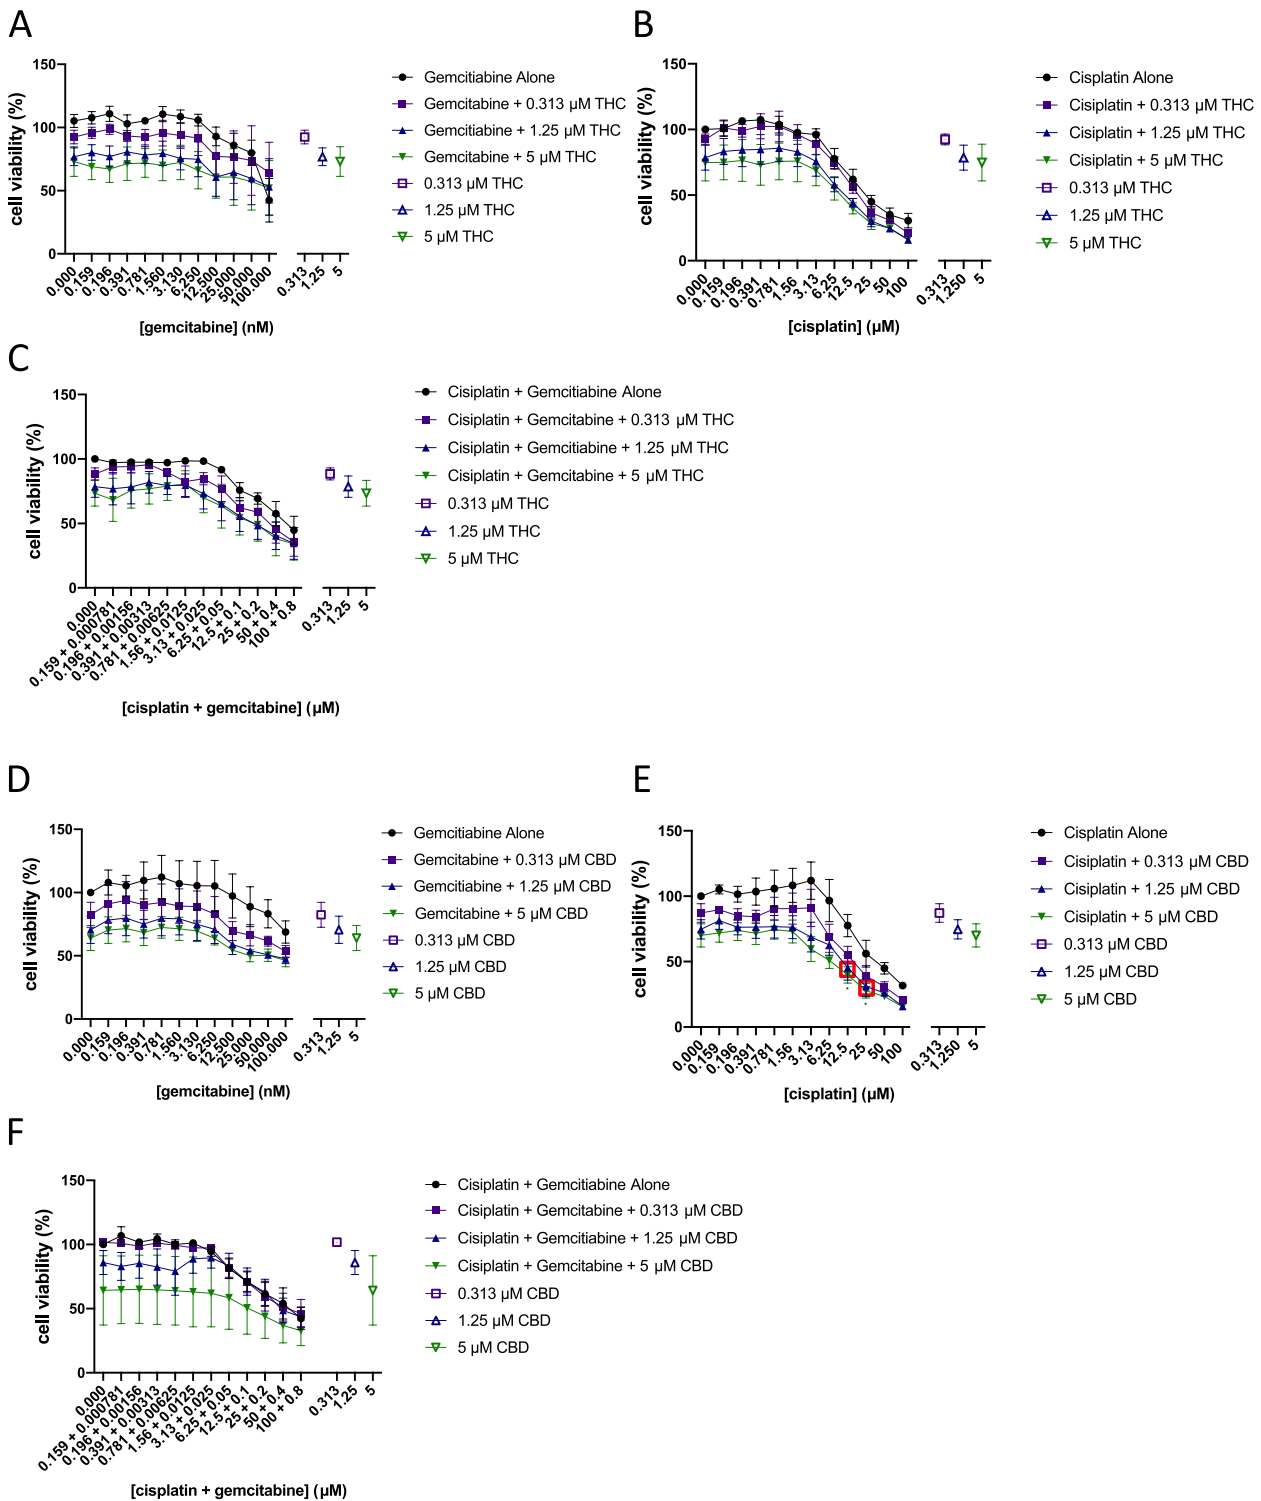 A
150
100
50
0
cell viability (%)
0.000
0.159
0.196
0.391
0.781
1.560
3.130
6.250
12.500
25.000
50.000
100.000
0.313
1.25
5
[gemcitabine] (nM)
Gemcitiabine Alone
Gemcitabine + 0.313 µM THC
Gemcitiabine + 1.25 µM THC
Gemcitabine + 5 µM THC
0.313 µM THC
1.25 µM THC
5 µM THC
B
150
100
50
0
cell viability (%)
0.000
0.159
0.196
0.391
0.781
1.56
3.13
6.25
12.5
25
50
100
0.313
1.250
5
[cisplatin] (µM)
Cisplatin Alone
Cisiplatin + 0.313 µM THC
Cisiplatin + 1.25 µM THC
Cisiplatin + 5 µM THC
0.313 µM THC
1.25 µM THC
5 µM THC
C
150
100
50
0
cell viability (%)
0.000
0.159 + 0.000781
0.196 + 0.00156
0.391 + 0.00313
0.781 + 0.00625
1.56 + 0.0125
3.13 + 0.025
6.25 + 0.05
12.5 + 0.1
25 + 0.2
50 + 0.4
100 + 0.8
0.313
1.25
5
[cisplatin + gemcitabine] (µM)
Cisiplatin + Gemcitiabine Alone
Cisiplatin + Gemcitabine + 0.313 µM THC
Cisiplatin + Gemcitiabine + 1.25 µM THC
Cisiplatin + Gemcitabine + 5 µM THC
0.313 µM THC
1.25 µM THC
5 µM THC
D
150
100
50
0
cell viability (%)
0.000
0.159
0.196
0.391
0.781
1.560
3.130
6.250
12.500
25.000
50.000
100.000
0.313
1.25
5
[gemcitabine] (nM)
Gemcitiabine Alone
Gemcitabine + 0.313 µM CBD
Gemcitiabine + 1.25 µM CBD
Gemcitabine + 5 µM CBD
0.313 µM CBD
1.25 µM CBD
5 µM CBD
E
150
100
50
0
cell viability (%)
0.000
0.159
0.196
0.391
0.781
1.56
3.13
6.25
12.5
25
50
100
0.313
1.250
5
[cisplatin] (µM)
Cisplatin Alone
Cisiplatin + 0.313 µM CBD
Cisiplatin + 1.25 µM CBD
Cisiplatin + 5 µM CBD
0.313 µM CBD
1.25 µM CBD
5 µM CBD
F
150
100
50
0
cell viability (%)
0.000
0.159 + 0.000781
0.196 + 0.00156
0.391 + 0.00313
0.781 + 0.00625
1.56 + 0.0125
3.13 + 0.025
6.25 + 0.05
12.5 + 0.1
25 + 0.2
50 + 0.4
100 + 0.8
0.313
1.25
5
[cisplatin + gemcitabine] (µM)
Cisiplatin + Gemcitiabine Alone
Cisiplatin + Gemcitabine + 0.313 µM CBD
Cisiplatin + Gemcitiabine + 1.25 µM CBD
Cisiplatin + Gemcitabine + 5 µM CBD
0.313 µM CBD
1.25 µM CBD
5 µM CBD